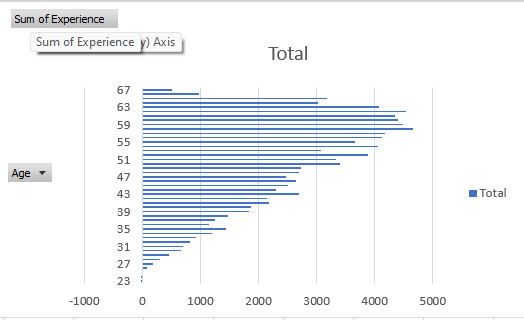 Sum of Experience
Sum of Experience y) Axis
Total
67
63
59
55
51
47
43
39
35
31
27
23
Age
Total
-1000 0 1000 2000 3000 4000 5000